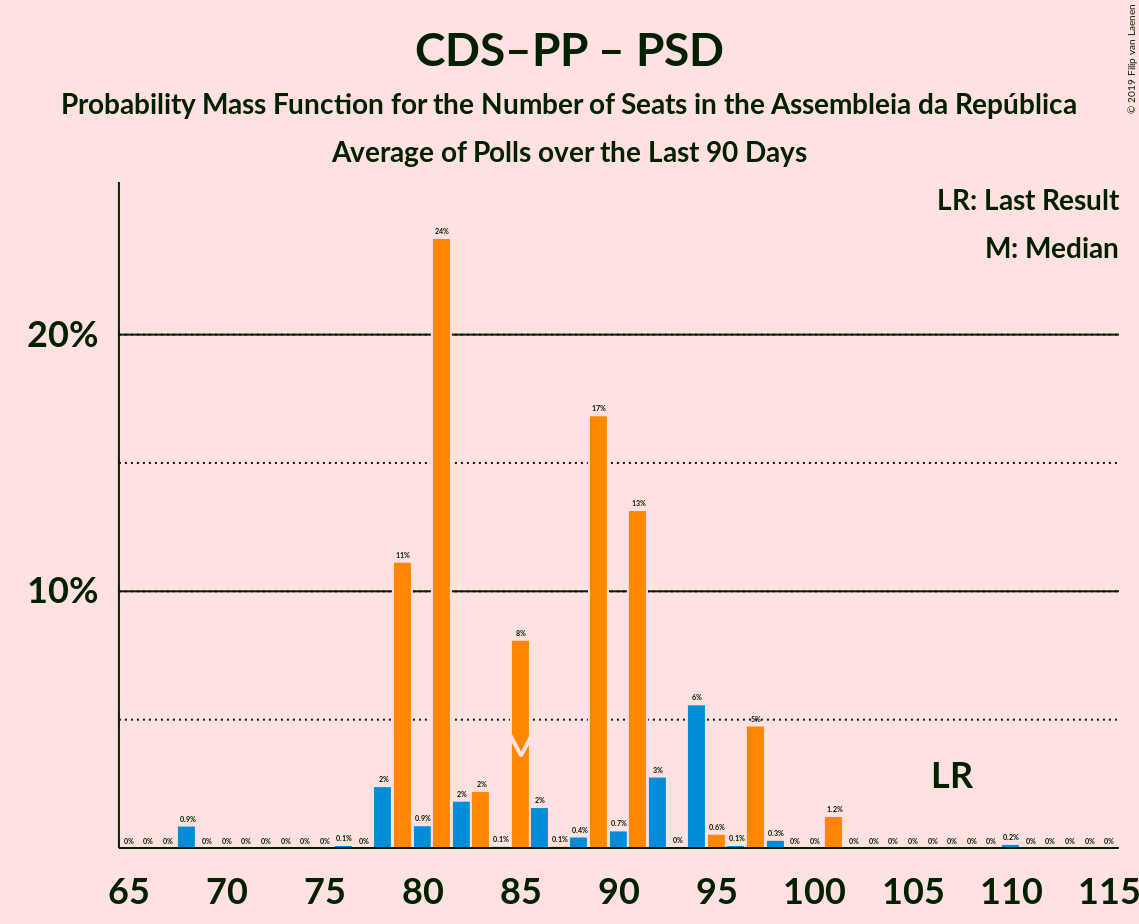 CDS–PP – PSD
Probability Mass Function for the Number of Seats in the Assembleia da República
Average of Polls over the Last 90 Days
© 2019 Filip van Laenen
LR: Last Result
M: Median
20%
10%
0% 0% 0% 0.9% 0% 0% 0% 0% 0% 0% 0% 0.1% 0% 2% 11% 0.9% 24% 2% 2% 0.1% 8% 2% 0.1% 0.4% 17% 0.7% 13% 3% 0% 6% 0.6% 0.1% 5% 0.3% 0% 0% 1.2% 0% 0% 0% 0% 0% 0% 0% 0% 0.2% 0% 0% 0% 0% 0%
M
LR
65 70 75 80 85 90 95 100 105 110 115